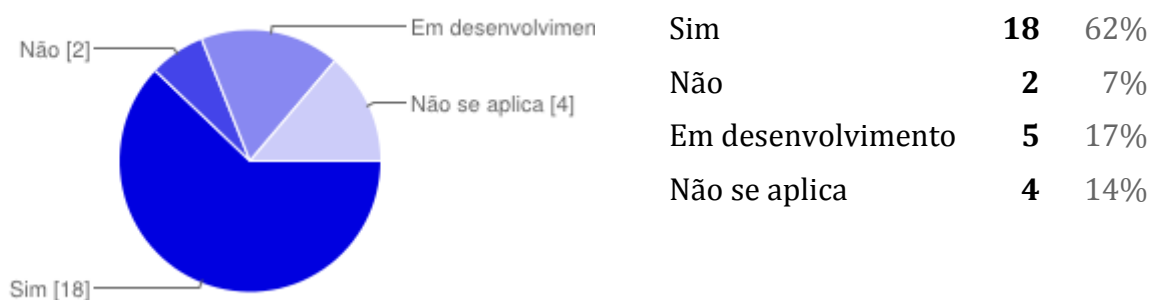 Em desenvolvimen
Não [2]
Não se aplica [4]
Sim [18]
Sim 18 62%
Não 2 7%
Em desenvolvimento 5 17%
Não se aplica 4 14%